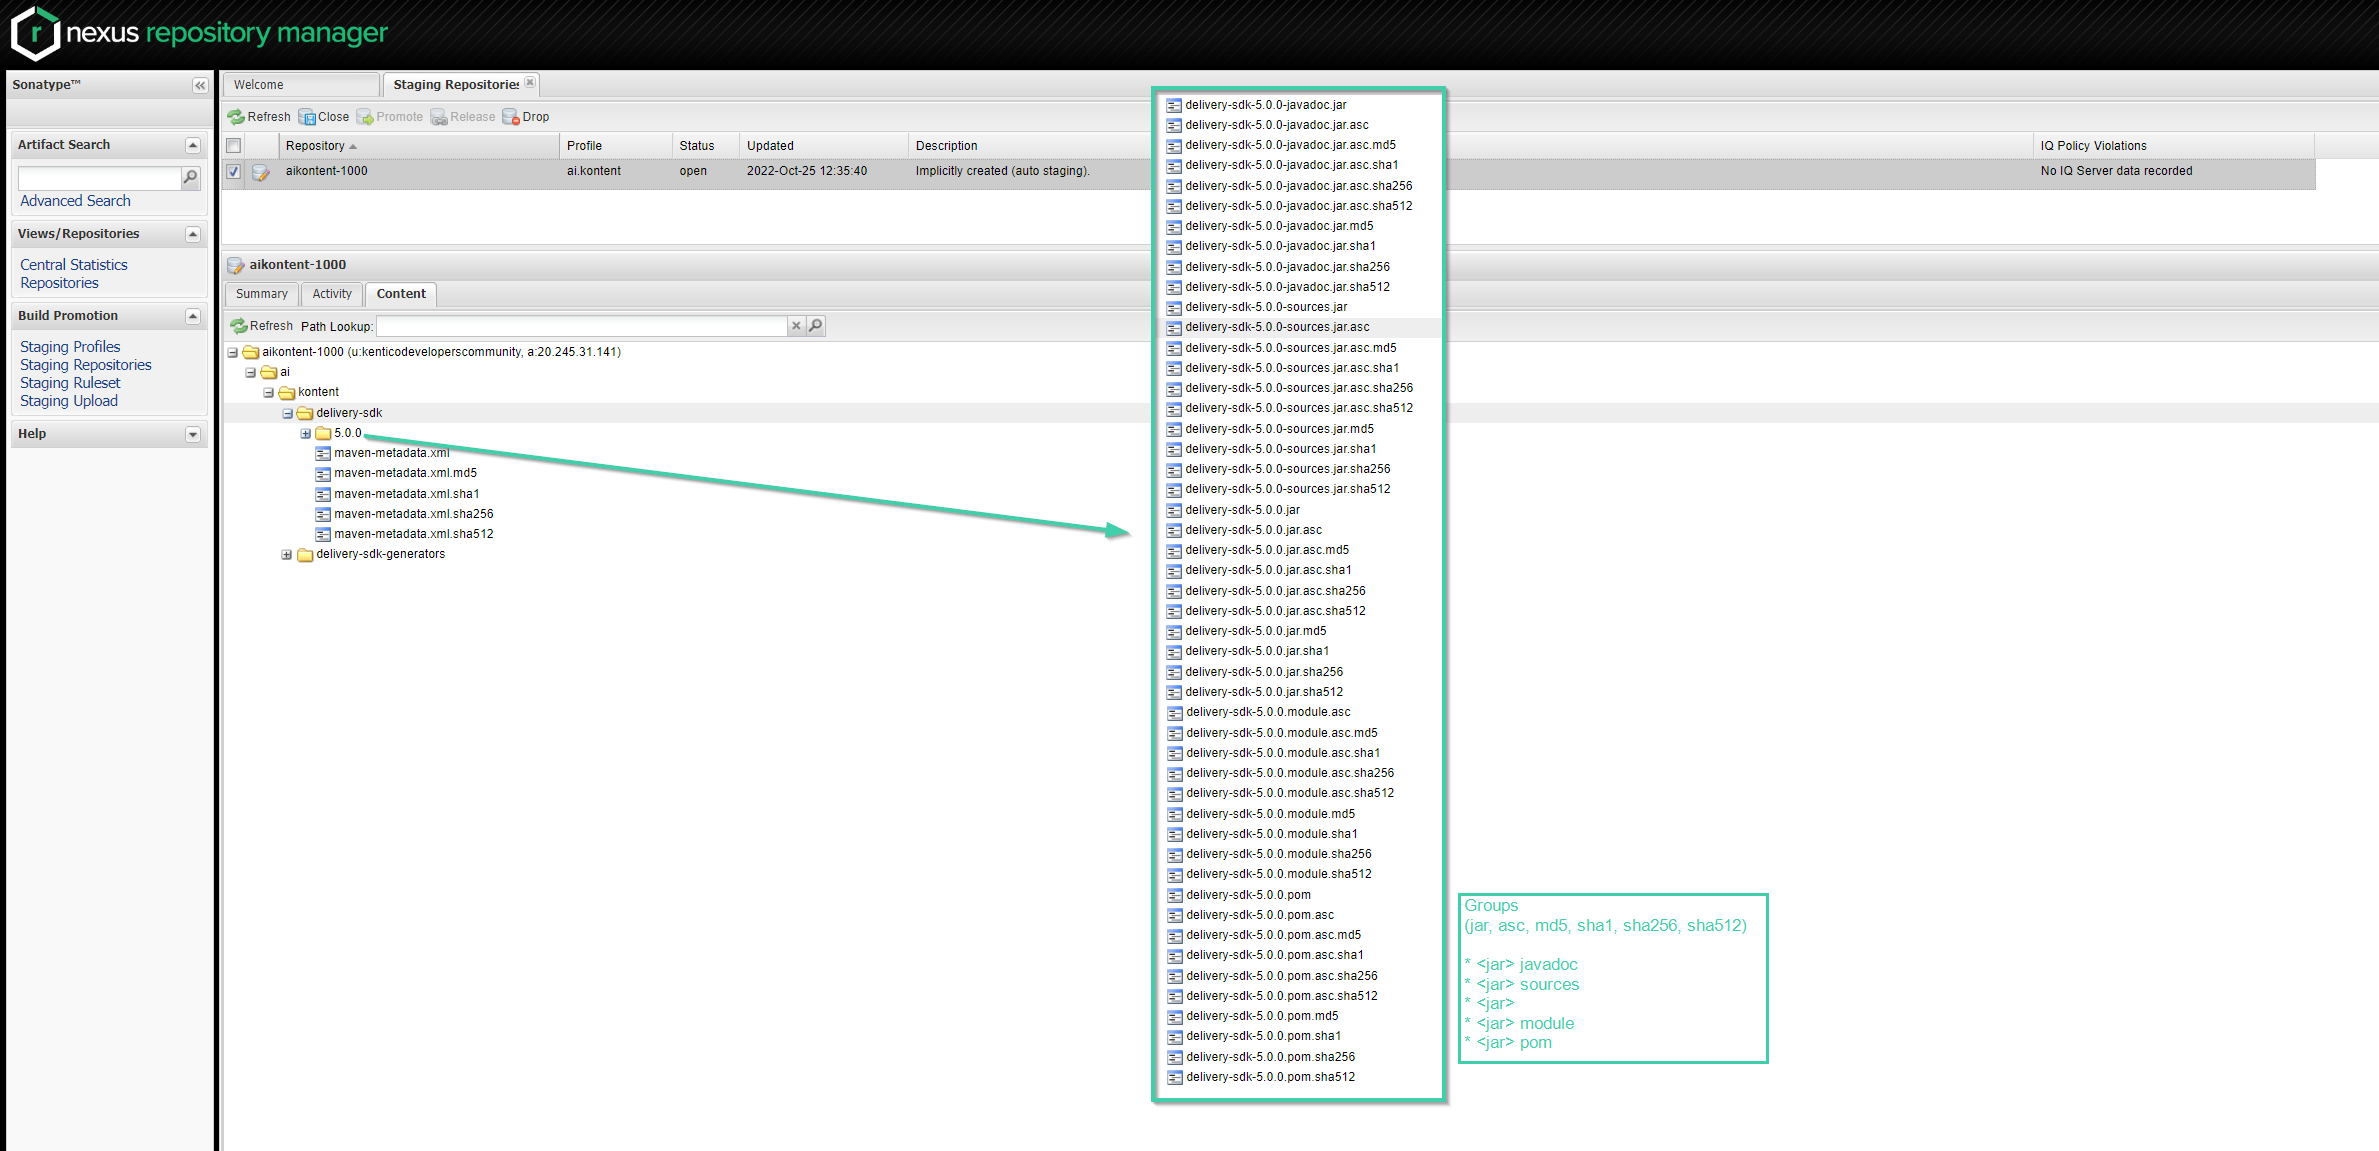 nexus repository manager
Sonatype™
Artifact Search
Advanced Search
Views/Repositories
Central Statistics
Repositories
Build Promotion
Staging Profiles
Staging Repositories
Staging Ruleset
Staging Upload
Help
Welcome
Staging Repositories
Refresh Close Promote Release Drop
Repository Profile Status Updated Description IQ Policy Violations
aikontent-1000 ai.kontent open 2022-Oct-25 12:35:40 Implicitly created (auto staging). No IQ Server data recorded
aikontent-1000
Summary Activity Content
Refresh Path Lookup:
aikontent-1000 (u:kenticodeveloperscommunity, a:20.245.31.141)
ai
kontent
delivery-sdk
5.0.0
maven-metadata.xml
maven-metadata.xml.md5
maven-metadata.xml.sha1
maven-metadata.xml.sha256
maven-metadata.xml.sha512
delivery-sdk-generators
delivery-sdk-5.0.0-javadoc.jar
delivery-sdk-5.0.0-javadoc.jar.asc
delivery-sdk-5.0.0-javadoc.jar.asc.md5
delivery-sdk-5.0.0-javadoc.jar.asc.sha1
delivery-sdk-5.0.0-javadoc.jar.asc.sha256
delivery-sdk-5.0.0-javadoc.jar.asc.sha512
delivery-sdk-5.0.0-javadoc.jar.md5
delivery-sdk-5.0.0-javadoc.jar.sha1
delivery-sdk-5.0.0-javadoc.jar.sha256
delivery-sdk-5.0.0-javadoc.jar.sha512
delivery-sdk-5.0.0-sources.jar
delivery-sdk-5.0.0-sources.jar.asc
delivery-sdk-5.0.0-sources.jar.asc.md5
delivery-sdk-5.0.0-sources.jar.asc.sha1
delivery-sdk-5.0.0-sources.jar.asc.sha256
delivery-sdk-5.0.0-sources.jar.asc.sha512
delivery-sdk-5.0.0-sources.jar.md5
delivery-sdk-5.0.0-sources.jar.sha1
delivery-sdk-5.0.0-sources.jar.sha256
delivery-sdk-5.0.0-sources.jar.sha512
delivery-sdk-5.0.0.jar
delivery-sdk-5.0.0.jar.asc
delivery-sdk-5.0.0.jar.asc.md5
delivery-sdk-5.0.0.jar.asc.sha1
delivery-sdk-5.0.0.jar.asc.sha256
delivery-sdk-5.0.0.jar.asc.sha512
delivery-sdk-5.0.0.jar.md5
delivery-sdk-5.0.0.jar.sha1
delivery-sdk-5.0.0.jar.sha256
delivery-sdk-5.0.0.jar.sha512
delivery-sdk-5.0.0.module.asc
delivery-sdk-5.0.0.module.asc.md5
delivery-sdk-5.0.0.module.asc.sha1
delivery-sdk-5.0.0.module.asc.sha256
delivery-sdk-5.0.0.module.asc.sha512
delivery-sdk-5.0.0.module.md5
delivery-sdk-5.0.0.module.sha1
delivery-sdk-5.0.0.module.sha256
delivery-sdk-5.0.0.module.sha512
delivery-sdk-5.0.0.pom
delivery-sdk-5.0.0.pom.asc
delivery-sdk-5.0.0.pom.asc.md5
delivery-sdk-5.0.0.pom.asc.sha1
delivery-sdk-5.0.0.pom.asc.sha256
delivery-sdk-5.0.0.pom.asc.sha512
delivery-sdk-5.0.0.pom.md5
delivery-sdk-5.0.0.pom.sha1
delivery-sdk-5.0.0.pom.sha256
delivery-sdk-5.0.0.pom.sha512
Groups
(jar, asc, md5, sha1, sha256, sha512)
* <jar> javadoc
* <jar> sources
* <jar>
* <jar> module
* <jar> pom